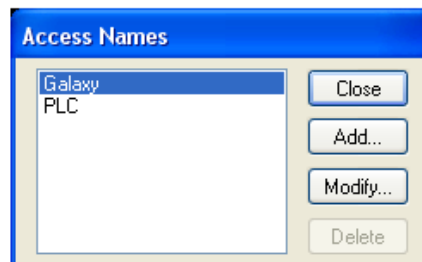 Access Names
Galaxy
PLC
Close
Add...
Modify...
Delete